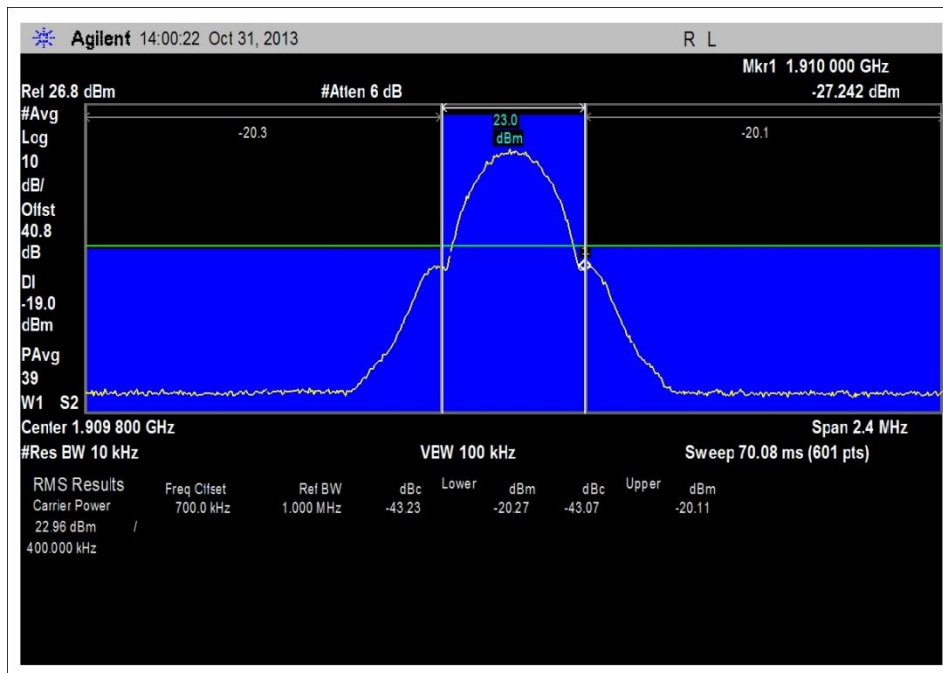 Agilent 14:00:22 Oct 31, 2013 R L
Mkr1 1.910 000 GHz
Ref 26.8 dBm #Atten 6 dB -27.242 dBm
#Avg
Log
10
dB/
Offst
40.8
dB
DI
-19.0
dBm
PAvg
39
W1 S2
-20.3
23.0
dBm
-20.1
1
Center 1.909 800 GHz Span 2.4 MHz
#Res BW 10 kHz VBW 100 kHz Sweep 70.08 ms (601 pts)
RMS Results Freq Offset Ref BW dBc Lower dBm dBc Upper dBm
Carrier Power 700.0 kHz 1.000 MHz -43.23 -20.27 -43.07 -20.11
22.96 dBm /
400.000 kHz